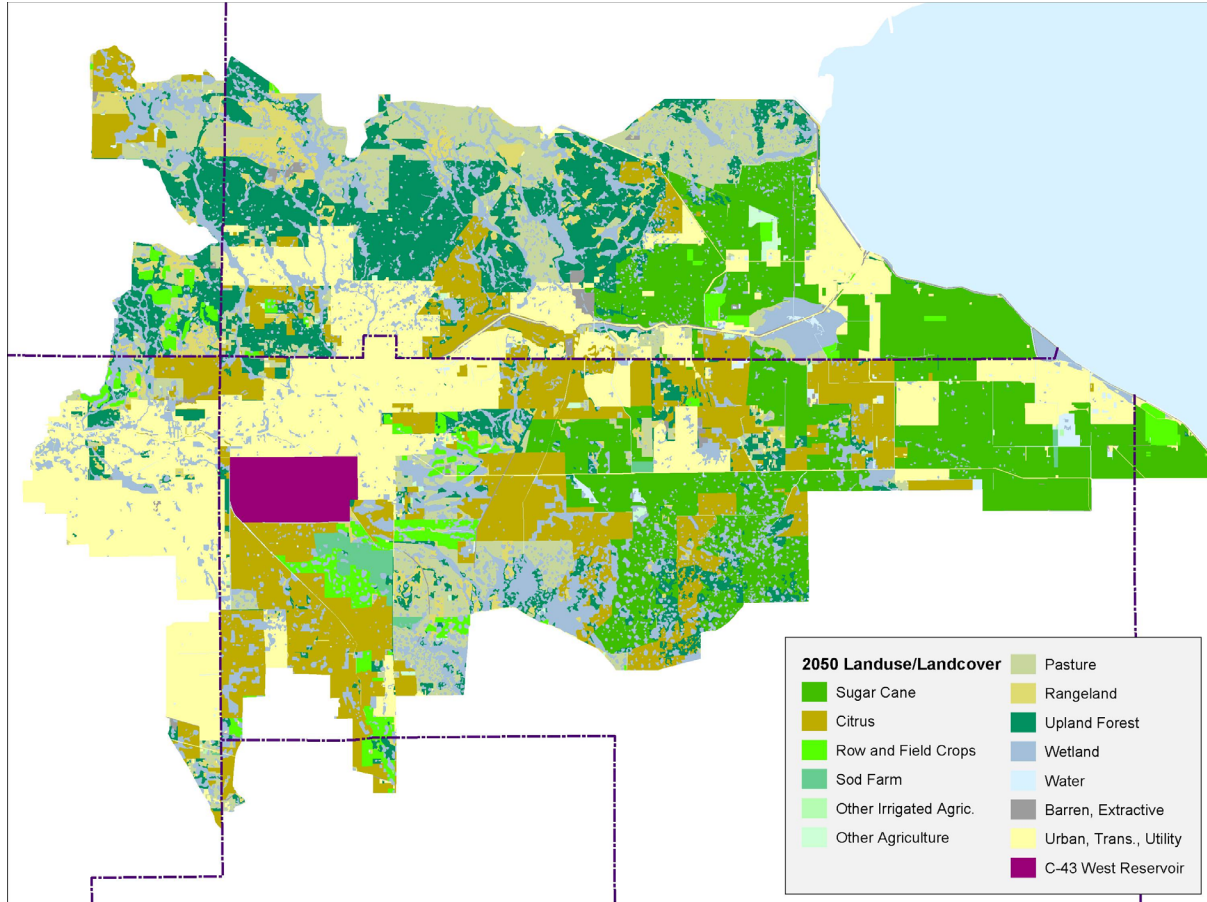 2050 Landuse/Landcover
Sugar Cane
Citrus
Row and Field Crops
Sod Farm
Other Irrigated Agric.
Other Agriculture
Pasture
Rangeland
Upland Forest
Wetland
Water
Barren, Extractive
Urban, Trans., Utility
C-43 West Reservoir